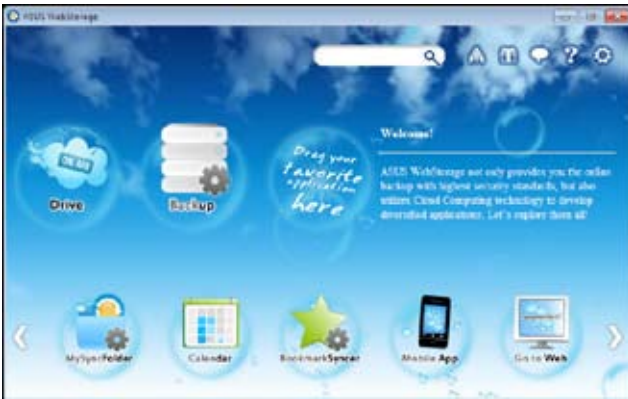 ASUS WebStorage
Welcome!
ASUS WebStorage not only provides you the online
backup with highest security standards, but also
utilizes Cloud Computing technology to develop
diversified applications. Let's explore them all!
ON AIR
Drive
Backup
Drag your
favorite
application
here
MySyncFolder
Calendar
BookmarkSyncer
Mobile App
Go to Web